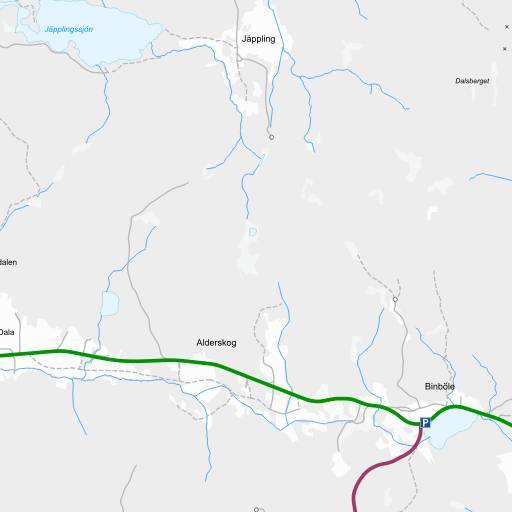 Jäpplingssjön
Jäppling
Dalsberget
dalen
Dala
Alderskog
Binböle
P